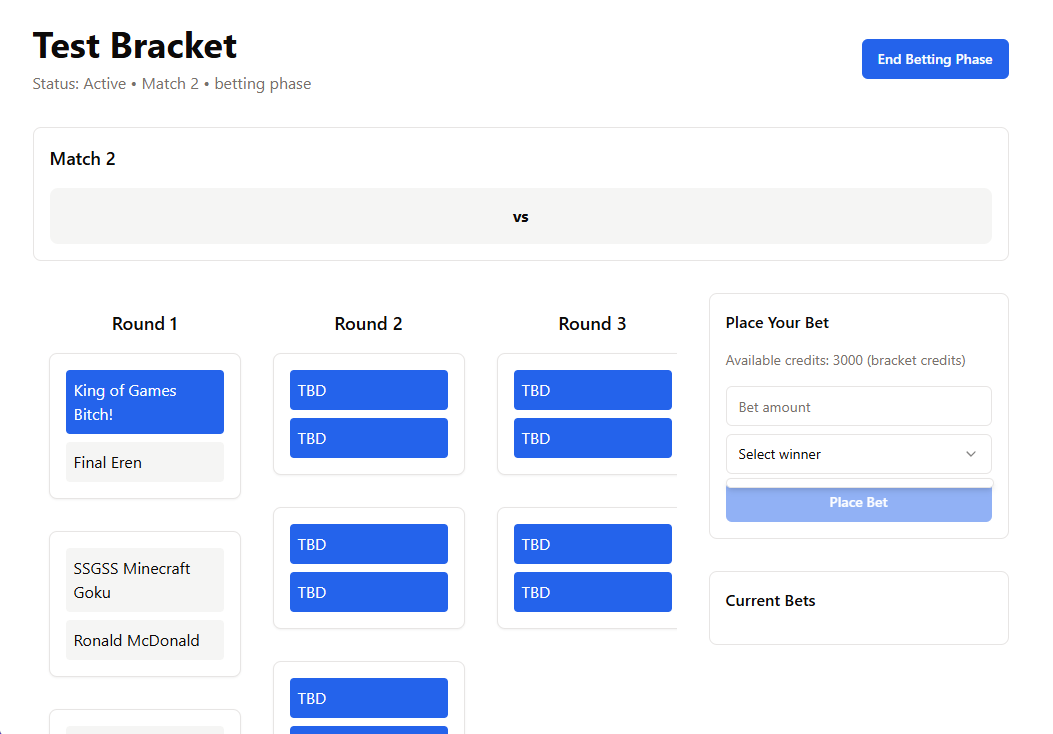 Test Bracket
Status: Active • Match 2 • betting phase
End Betting Phase
Match 2
vs
Round 1
King of Games
Bitch!
Final Eren
SSGSS Minecraft
Goku
Ronald McDonald
Round 2
TBD
TBD
TBD
TBD
TBD
Round 3
TBD
TBD
TBD
TBD
Place Your Bet
Available credits: 3000 (bracket credits)
Bet amount
Select winner
Place Bet
Current Bets